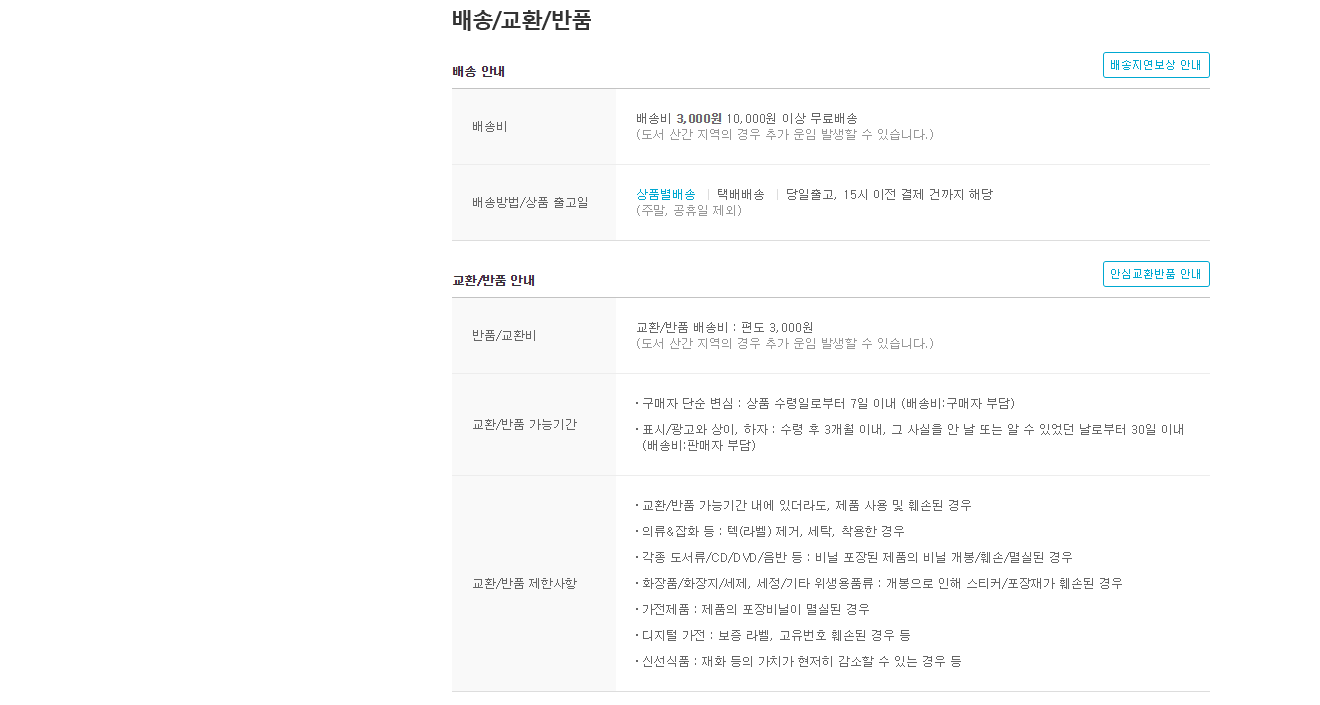 배송/교환/반품
배송 안내
배송지연보상 안내
배송비
배송비 3,000원 10,000원 이상 무료배송
(도서 산간 지역의 경우 추가 운임 발생할 수 있습니다.)
배송방법/상품 출고일
상품별배송 | 택배배송 | 당일출고, 15시 이전 결제 건까지 해당
(주말, 공휴일 제외)
교환/반품 안내
안심교환반품 안내
반품/교환비
교환/반품 배송비 : 편도 3,000원
(도서 산간 지역의 경우 추가 운임 발생할 수 있습니다.)
교환/반품 가능기간
· 구매자 단순 변심 : 상품 수령일로부터 7일 이내 (배송비:구매자 부담)
· 표시/광고와 상이, 하자 : 수령 후 3개월 이내, 그 사실을 안 날 또는 알 수 있었던 날로부터 30일 이내
(배송비:판매자 부담)
교환/반품 제한사항
· 교환/반품 가능기간 내에 있더라도, 제품 사용 및 훼손된 경우
· 의류&잡화 등 : 텍(라벨) 제거, 세탁, 착용한 경우
· 각종 도서류/CD/DVD/음반 등 : 비닐 포장된 제품의 비닐 개봉/훼손/멸실된 경우
· 화장품/화장지/세제, 세정/기타 위생용품류 : 개봉으로 인해 스티커/포장재가 훼손된 경우
· 가전제품 : 제품의 포장비닐이 멸실된 경우
· 디지털 가전 : 보증 라벨, 고유번호 훼손된 경우 등
· 신선식품 : 재화 등의 가치가 현저히 감소할 수 있는 경우 등